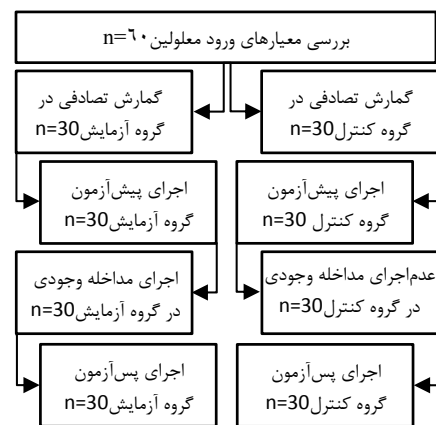 بررسی معیارهای ورود معلولین n=٦٠
گمارش تصادفی در
گروه کنترل n=30
گمارش تصادفی در
گروه آزمایش n=30
اجرای پیش‌آزمون
گروه کنترل n=30
اجرای پیش‌آزمون
گروه آزمایش n=30
عدم‌اجرای مداخله وجودی
در گروه کنترل n=30
اجرای مداخله وجودی
در گروه آزمایش n=30
اجرای پس‌آزمون
گروه کنترل n=30
اجرای پس‌آزمون
گروه آزمایش n=30